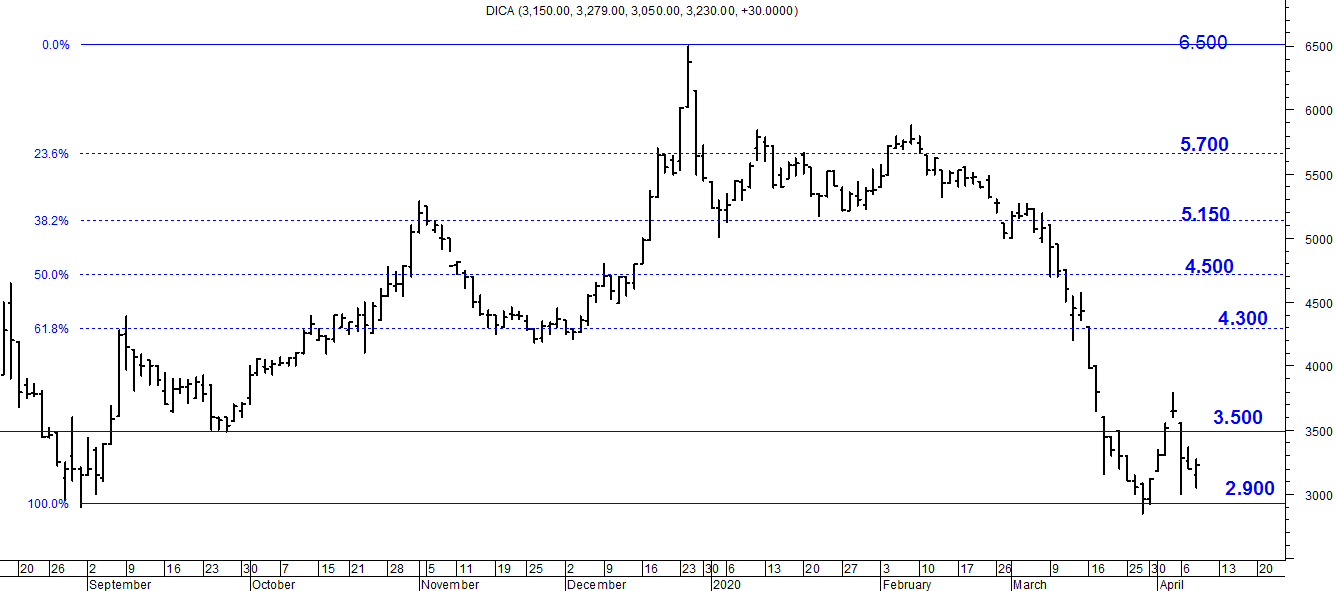 DICA (3,150.00, 3,279.00, 3,050.00, 3,230.00, +30.0000)
0.0% 6.500 6500
6000
23.6% 5.700
5500
38.2% 5.150
5000
50.0% 4.500
4500
61.8% 4.300
4000
3.500 3500
100.0% 2.900 3000
20 26 2 9 16 23 30 7 15 21 28 5 11 18 25 2 9 16 23 30 6 13 20 27 3 10 17 26 2 9 16 25 30 6 13 20
September October November December 2020 February March April